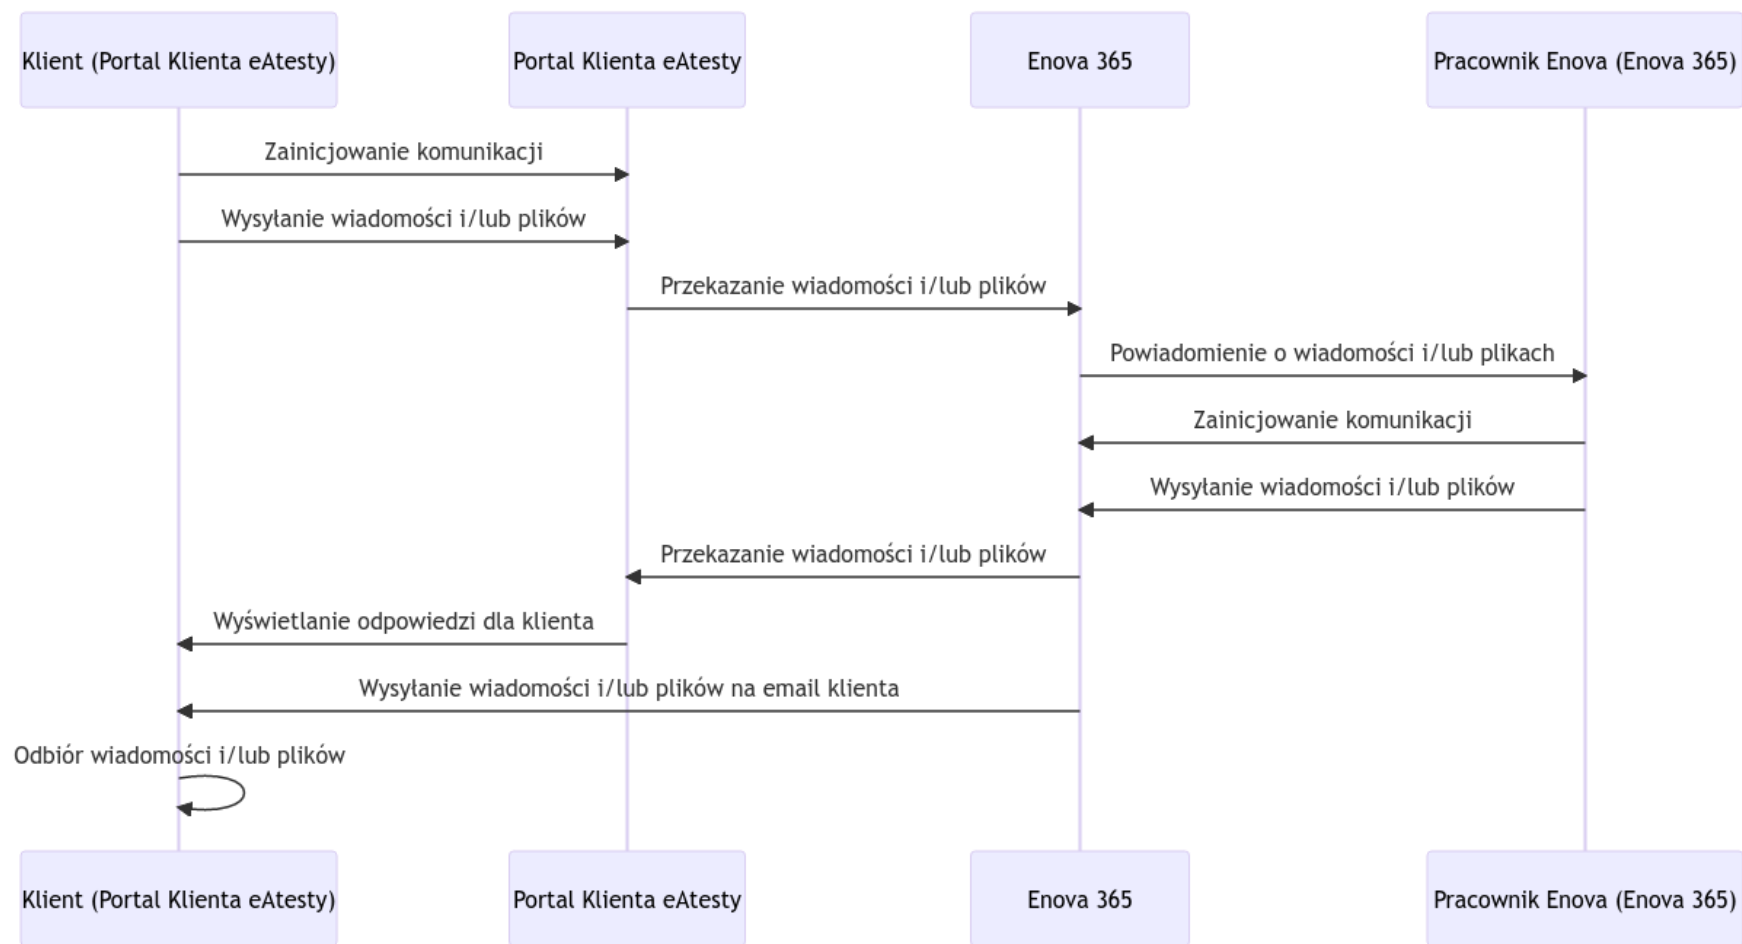 Klient (Portal Klienta eAtesty)
Portal Klienta eAtesty
Enova 365
Pracownik Enova (Enova 365)
Zainicjowanie komunikacji
Wysyłanie wiadomości i/lub plików
Przekazanie wiadomości i/lub plików
Powiadomienie o wiadomości i/lub plikach
Zainicjowanie komunikacji
Wysyłanie wiadomości i/lub plików
Przekazanie wiadomości i/lub plików
Wyświetlanie odpowiedzi dla klienta
Wysyłanie wiadomości i/lub plików na email klienta
Odbiór wiadomości i/lub plików
Klient (Portal Klienta eAtesty)
Portal Klienta eAtesty
Enova 365
Pracownik Enova (Enova 365)